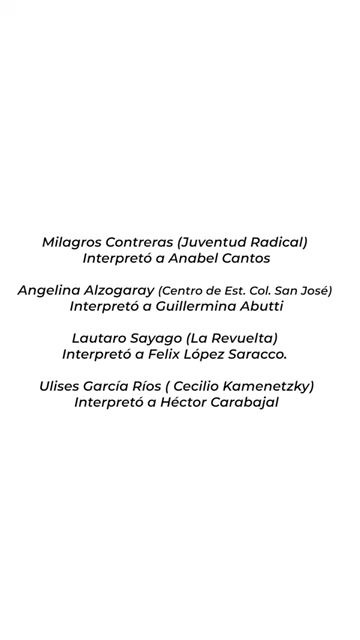 Milagros Contreras (Juventud Radical)
Interpretó a Anabel Cantos
Angelina Alzogaray (Centro de Est. Col. San José)
Interpretó a Guillermina Abutti
Lautaro Sayago (La Revuelta)
Interpretó a Felix López Saracco.
Ulises García Ríos ( Cecilio Kamenetzky)
Interpretó a Héctor Carabajal